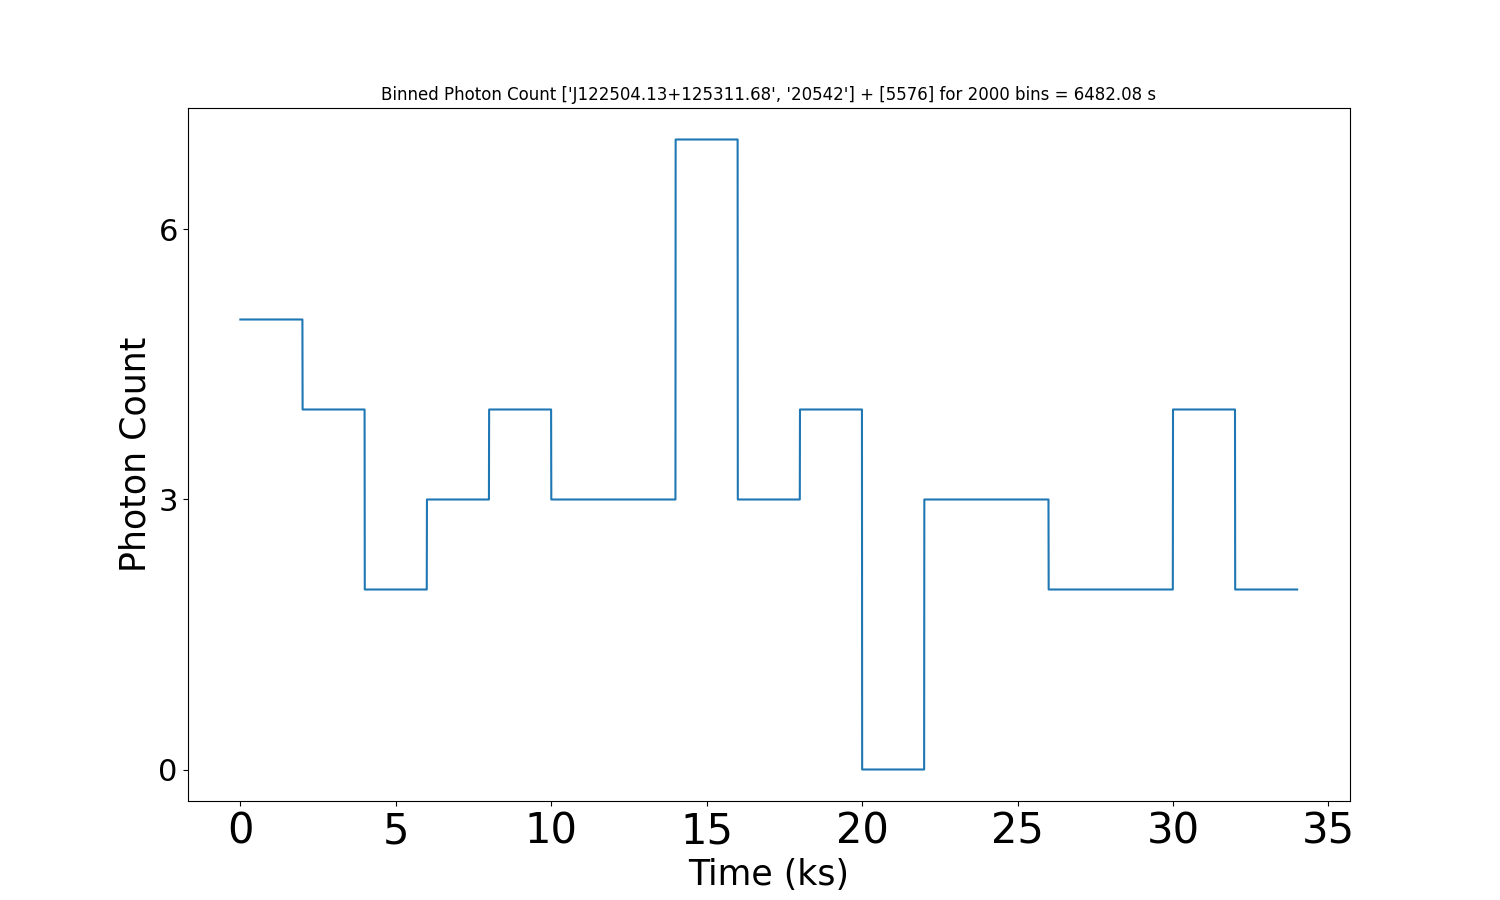 Binned Photon Count ['J122504.13+125311.68', '20542'] + [5576] for 2000 bins = 6482.08 s
6
3
0
Photon Count
0 5 10 15 20 25 30 35
Time (ks)